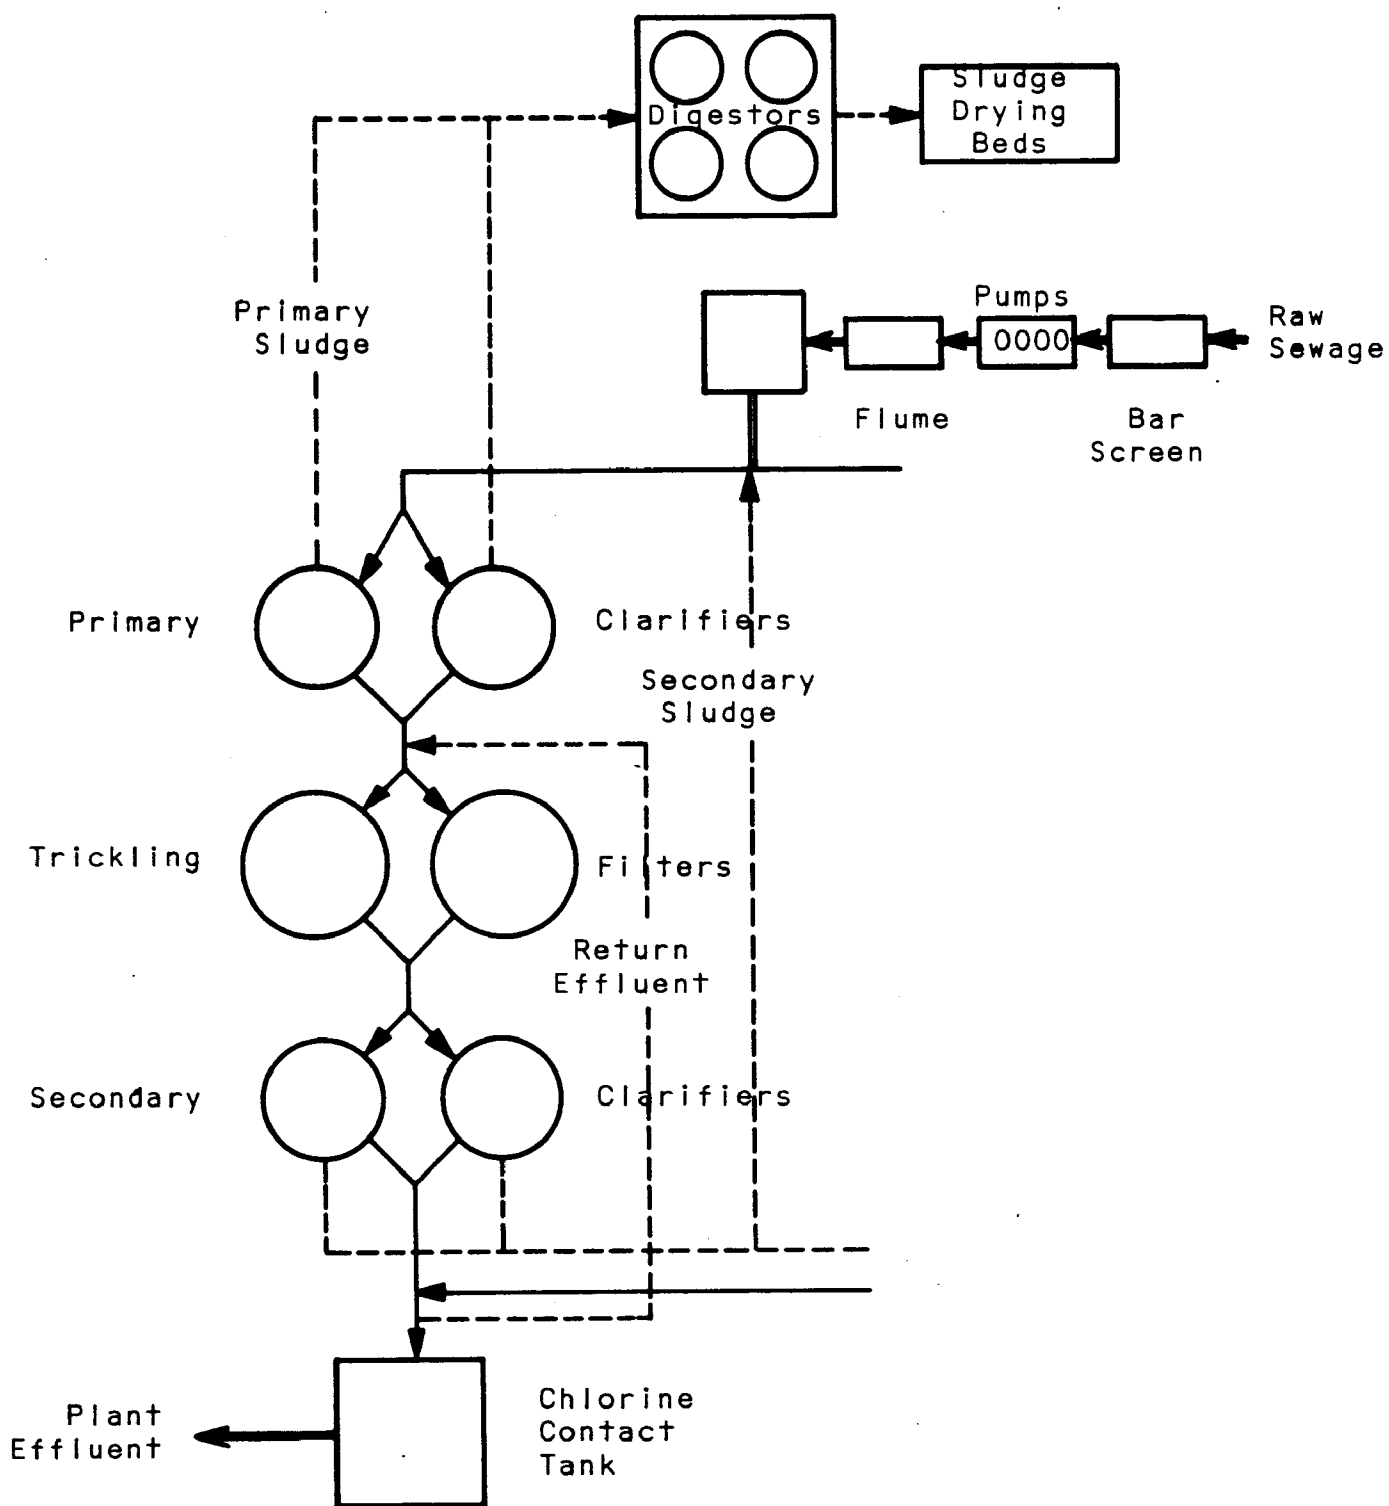 Digestors
Sludge
Drying
Beds
Primary
Sludge
Pumps
0000
Raw
Sewage
Flume
Bar
Screen
Primary Clarifiers
Secondary
Sludge
Trickling Filters
Return
Effluent
Secondary Clarifiers
Chlorine
Contact
Tank
Plant
Effluent